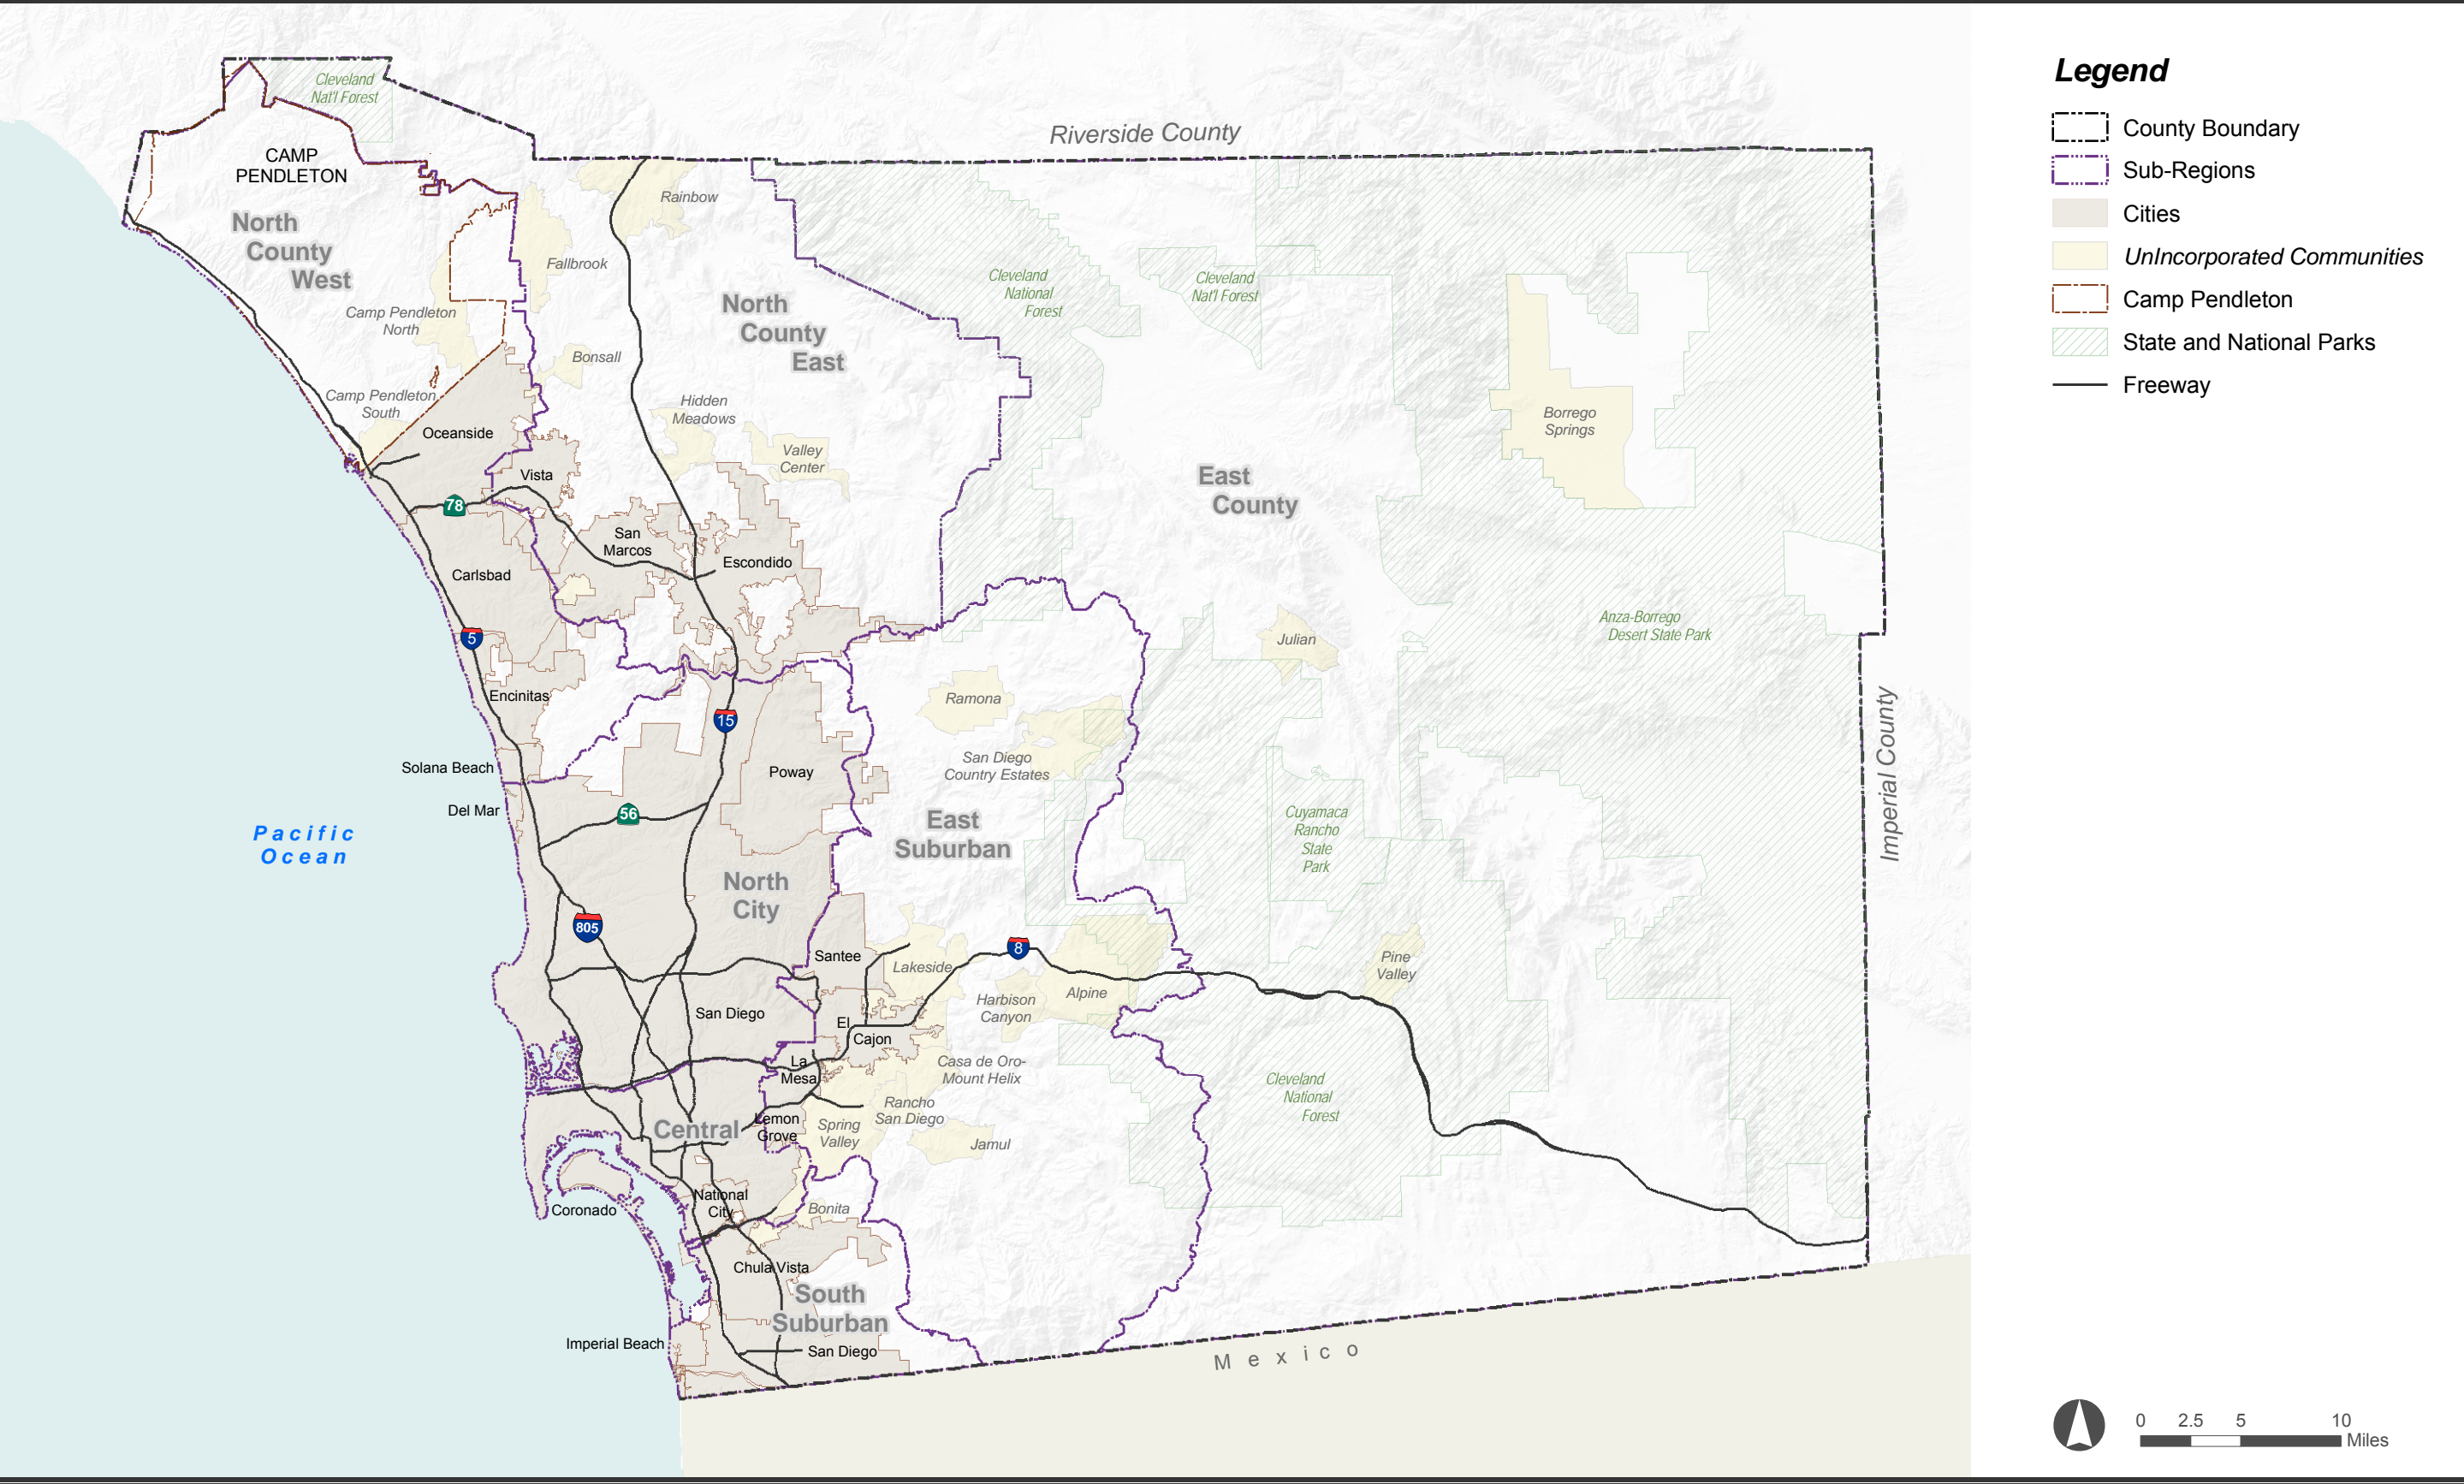 Cleveland
Nat'l Forest
Riverside County
CAMP
PENDLETON
Rainbow
North
County
West
Fallbrook
Cleveland
National
Forest
Cleveland
Nat'l Forest
North
County
East
Camp Pendleton
North
Bonsall
Camp Pendleton
South
Hidden
Meadows
Borrego
Springs
Oceanside
Valley
Center
Vista
East
County
78
San
Marcos
Escondido
Carlsbad
Anza-Borrego
Desert State Park
5
Julian
Encinitas
Ramona
15
Imperial County
Solana Beach
Poway
San Diego
Country Estates
Del Mar
56
Pacific
Ocean
East
Suburban
Cuyamaca
Rancho
State
Park
North
City
805
Santee
Lakeside
8
Pine
Valley
Harbison
Canyon
Alpine
San Diego
El
Cajon
La
Mesa
Casa de Oro-
Mount Helix
Cleveland
National
Forest
Rancho
San Diego
Central
Lemon
Grove
Spring
Valley
Jamul
National
City
Coronado
Bonita
Chula Vista
South
Suburban
Imperial Beach
San Diego
Mexico
Legend
County Boundary
Sub-Regions
Cities
UnIncorporated Communities
Camp Pendleton
State and National Parks
Freeway
0 2.5 5 10
Miles